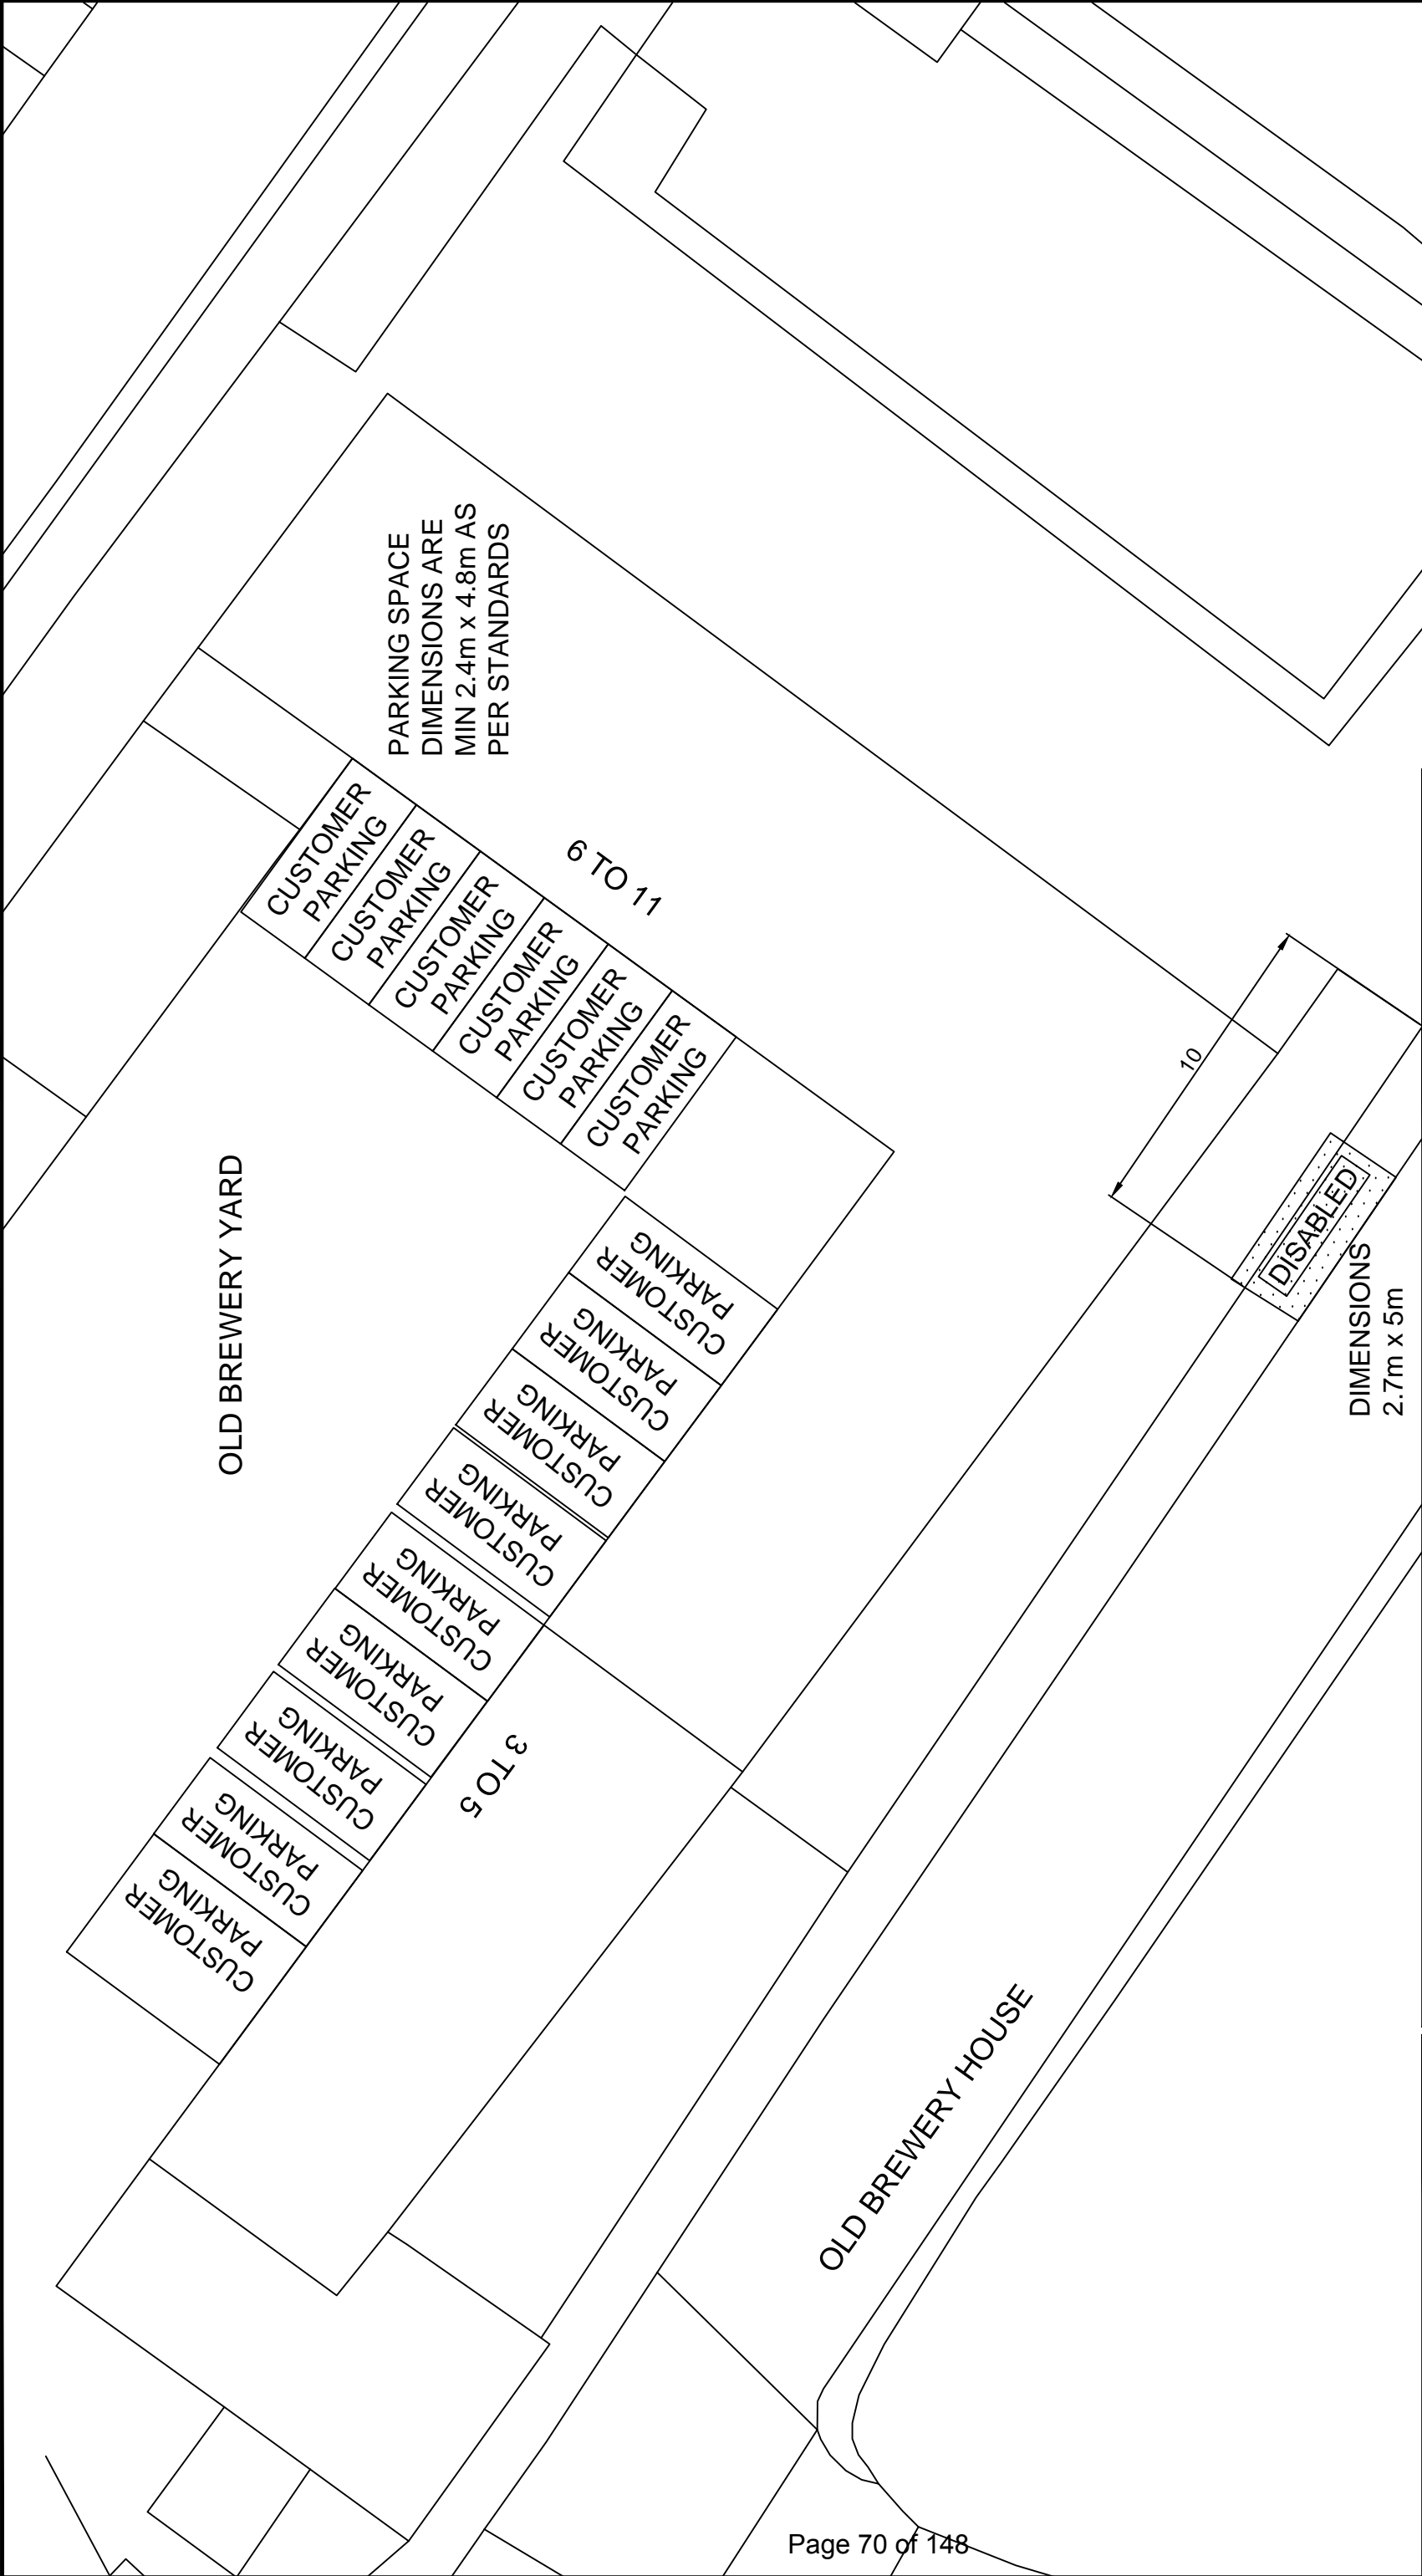 PARKING SPACE
DIMENSIONS ARE
MIN 2.4m x 4.8m AS
PER STANDARDS
CUSTOMER
PARKING
CUSTOMER
PARKING
CUSTOMER
PARKING
CUSTOMER
PARKING
CUSTOMER
PARKING
CUSTOMER
PARKING
6 TO 11
10
OLD BREWERY YARD
DISABLED
DIMENSIONS
2.7m x 5m
CUSTOMER
PARKING
CUSTOMER
PARKING
CUSTOMER
PARKING
CUSTOMER
PARKING
CUSTOMER
PARKING
CUSTOMER
PARKING
CUSTOMER
PARKING
CUSTOMER
PARKING
CUSTOMER
PARKING
3 TO 5
OLD BREWERY HOUSE
Page 70 of 148